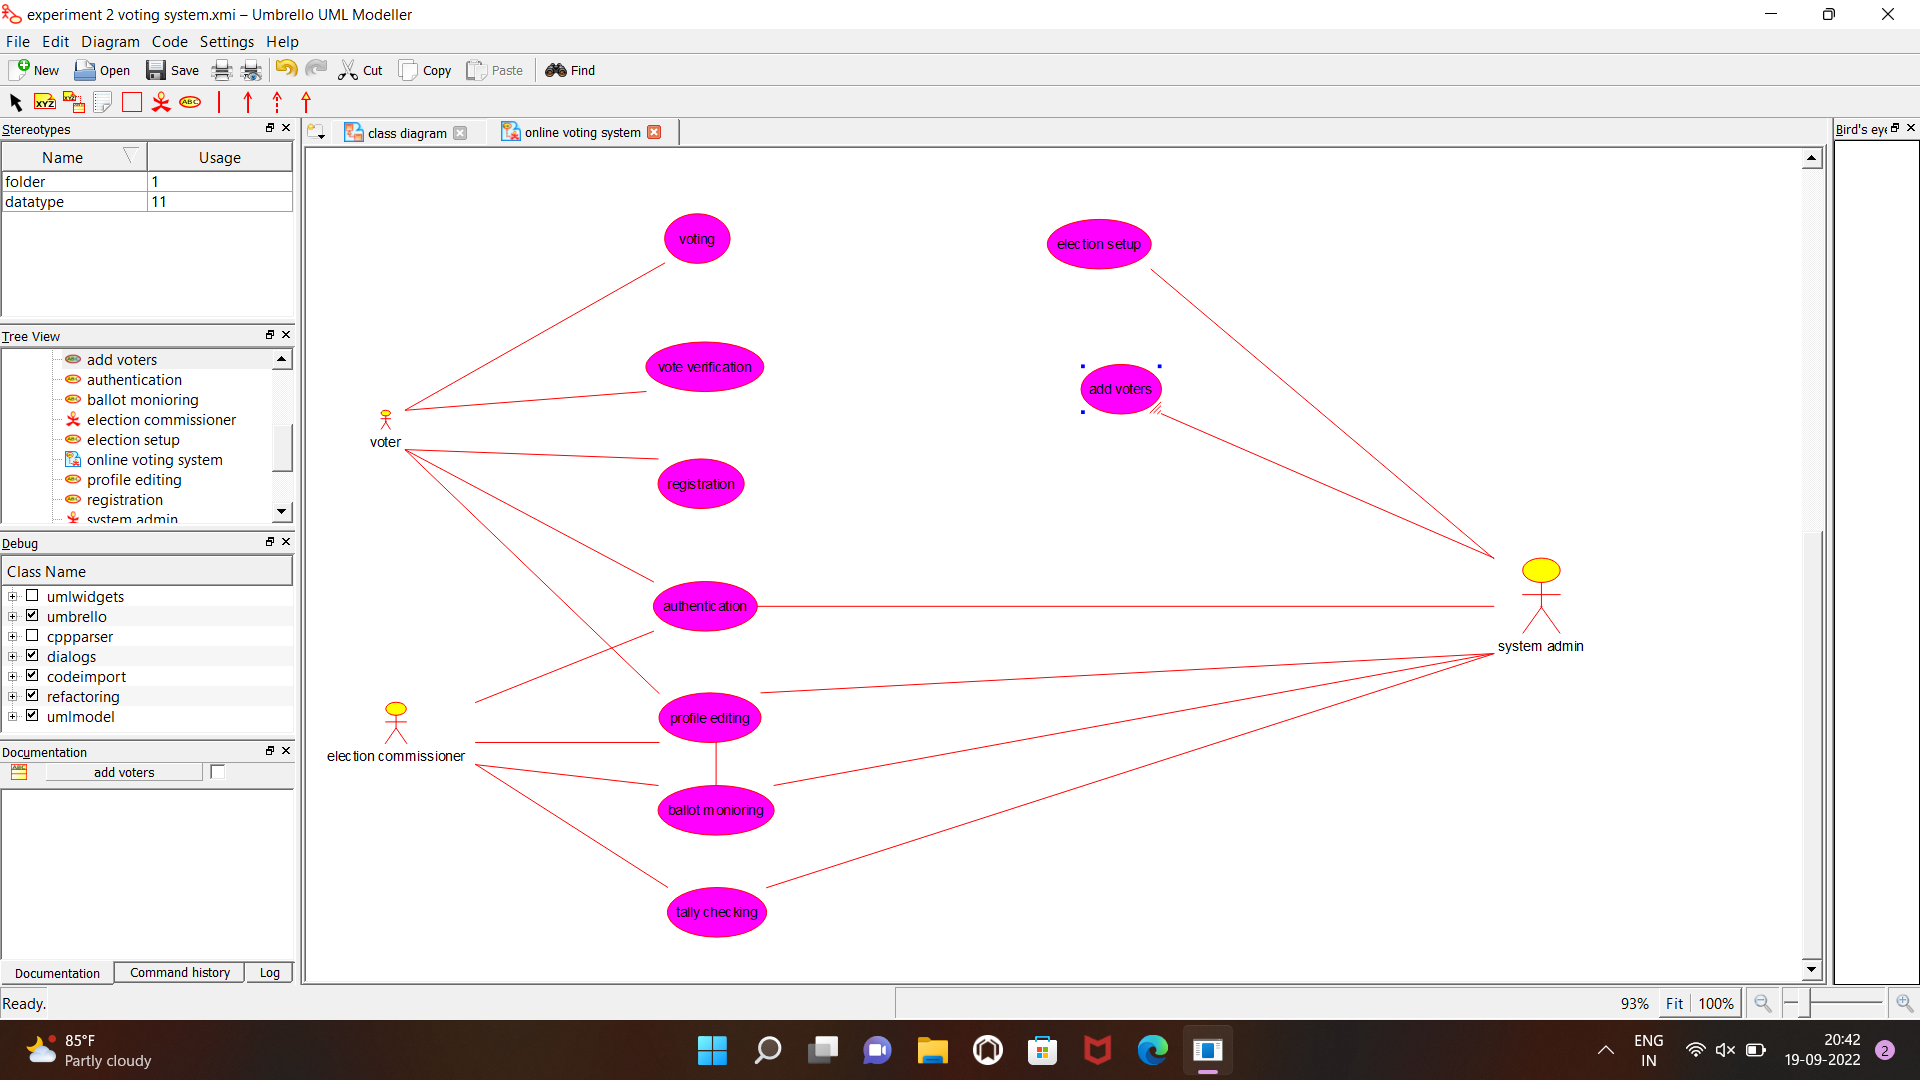 experiment 2 voting system.xmi – Umbrello UML Modeller
File Edit Diagram Code Settings Help
New Open Save Cut Copy Paste Find
XYZ XYZ ABC
Stereotypes
Name Usage
folder 1
datatype 11
Tree View
add voters
authentication
ballot monioring
election commissioner
election setup
online voting system
profile editing
registration
system admin
Debug
Class Name
umlwidgets
umbrello
cppparser
dialogs
codeimport
refactoring
umlmodel
Documentation
add voters
Documentation Command history Log
class diagram online voting system
Bird's eye
voting
election setup
vote verification
add voters
voter
registration
authentication
system admin
profile editing
election commissioner
ballot monioring
tally checking
Ready.
93% Fit 100%
85°F
Partly cloudy
ENG
IN
20:42
19-09-2022
2